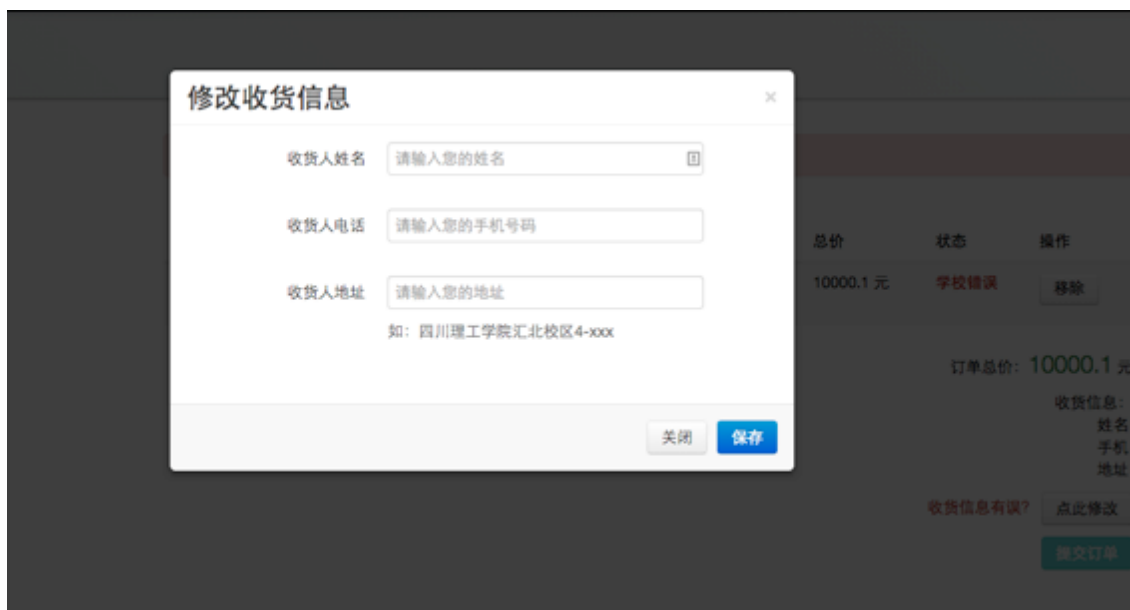 修改收货信息 ×
收货人姓名 请输入您的姓名
收货人电话 请输入您的手机号码
收货人地址 请输入您的地址
如：四川理工学院汇北校区4-xxx
关闭 保存
总价 状态 操作
10000.1 元 学校错误 移除
订单总价：10000.1 元
收货信息：
姓名
手机
地址
收货信息有误？ 点此修改
提交订单